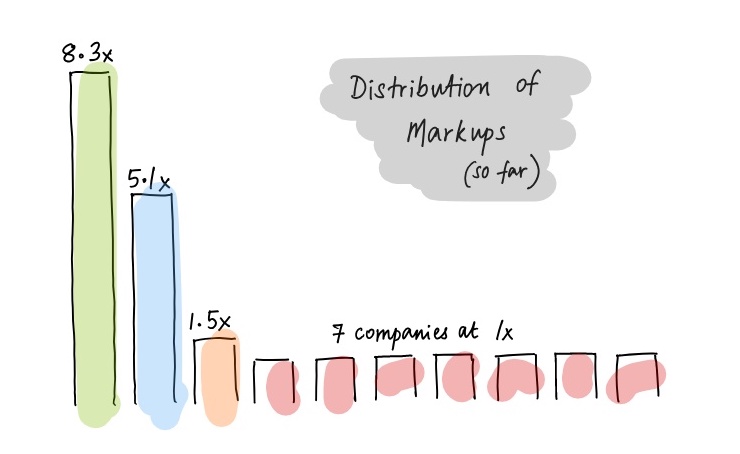 8.3x
Distribution of
Markups
(so far)
5.1x
1.5x
7 companies at 1x